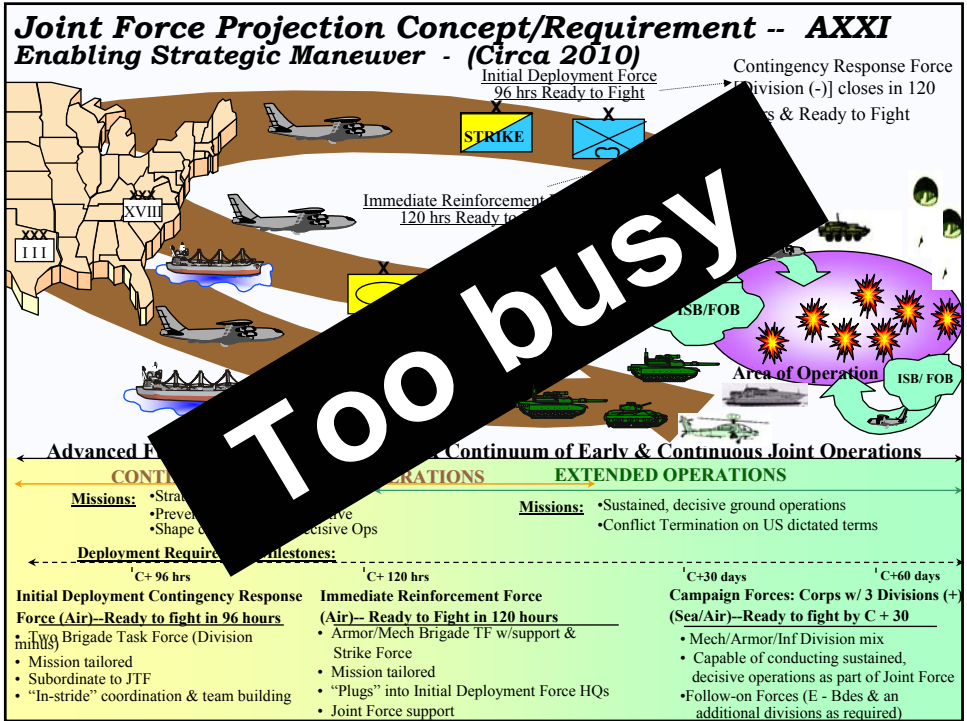 Joint Force Projection Concept/Requirement -- AXXI
Enabling Strategic Maneuver - (Circa 2010)
Initial Deployment Force
96 hrs Ready to Fight
Contingency Response Force
[Division (-)] closes in 120
& Ready to Fight
X
STRIKE
X
Immediate Reinforcement
120 hrs Ready to
XXX
XVIII
XXX
III
X
Too busy
ISB/FOB
Area of Operation
ISB/ FOB
Advanced Continuum of Early & Continuous Joint Operations
EXTENDED OPERATIONS
Missions:
•Shape
Ops
Missions:
•Sustained, decisive ground operations
•Conflict Termination on US dictated terms
Deployment Milestones:
C+ 96 hrs
C+ 120 hrs
C+30 days
C+60 days
Initial Deployment Contingency Response
Force (Air)--Ready to fight in 96 hours
• Two Brigade Task Force (Division
minus)
• Mission tailored
• Subordinate to JTF
• “In-stride” coordination & team building
Immediate Reinforcement Force
(Air)-- Ready to Fight in 120 hours
• Armor/Mech Brigade TF w/support &
Strike Force
• Mission tailored
• “Plugs” into Initial Deployment Force HQs
• Joint Force support
Campaign Forces: Corps w/ 3 Divisions (+)
(Sea/Air)--Ready to fight by C + 30
• Mech/Armor/Inf Division mix
• Capable of conducting sustained,
decisive operations as part of Joint Force
•Follow-on Forces (E - Bdes & an
additional divisions as required)